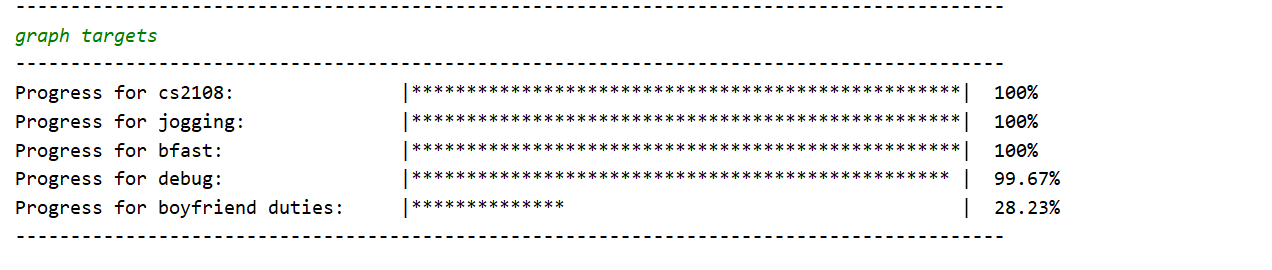 ------------------------------------------------------------------------------------------
graph targets
------------------------------------------------------------------------------------------
Progress for cs2108: |**************************************************| 100%
Progress for jogging: |**************************************************| 100%
Progress for bfast: |**************************************************| 100%
Progress for debug: |************************************************* | 99.67%
Progress for boyfriend duties: |************** | 28.23%
------------------------------------------------------------------------------------------